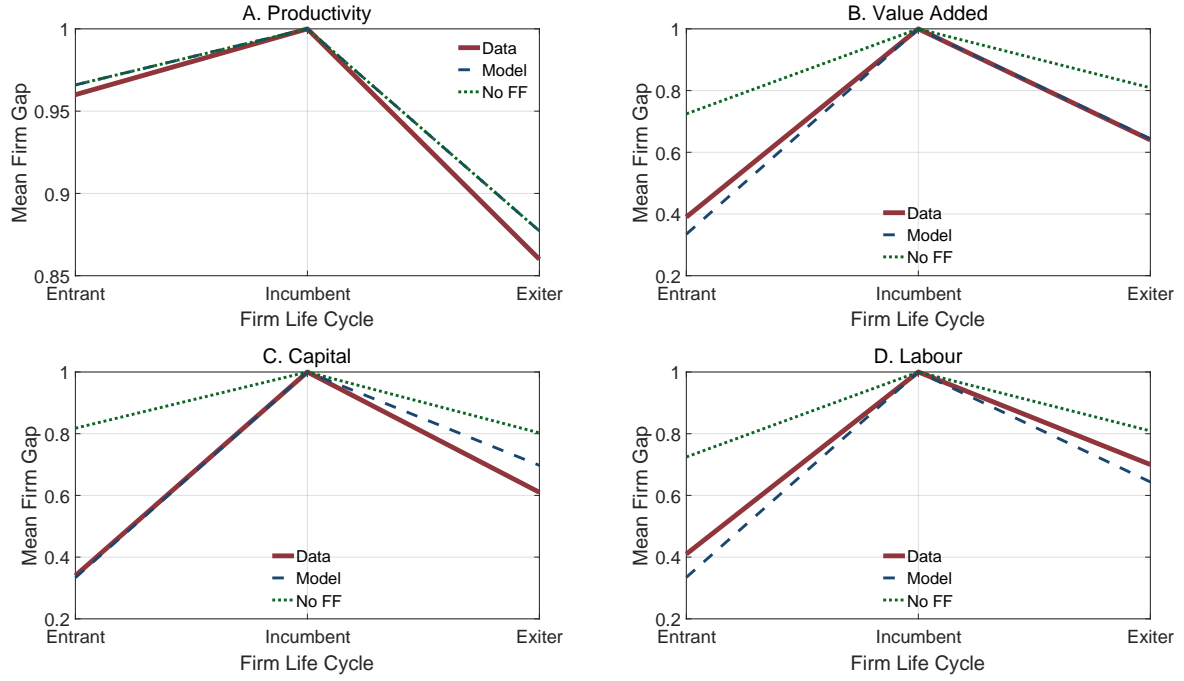 A. Productivity
1
0.95
0.9
0.85
Mean Firm Gap
Data
Model
No FF
Entrant Incumbent Exiter
Firm Life Cycle
B. Value Added
1
0.8
0.6
0.4
0.2
Mean Firm Gap
Data
Model
No FF
Entrant Incumbent Exiter
Firm Life Cycle
C. Capital
1
0.8
0.6
0.4
0.2
Mean Firm Gap
Data
Model
No FF
Entrant Incumbent Exiter
Firm Life Cycle
D. Labour
1
0.8
0.6
0.4
0.2
Mean Firm Gap
Data
Model
No FF
Entrant Incumbent Exiter
Firm Life Cycle